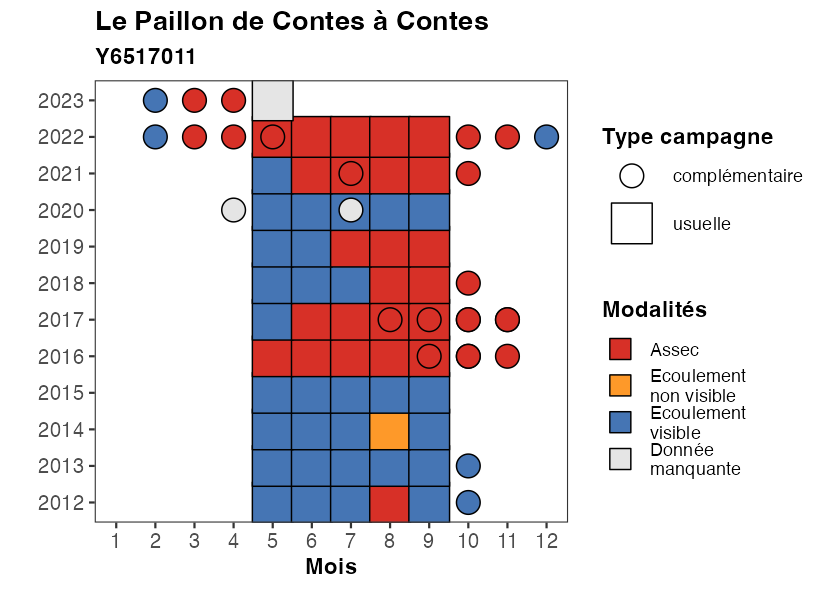 Le Paillon de Contes à Contes
Y6517011
2023
2022
2021
2020
2019
2018
2017
2016
2015
2014
2013
2012
1 2 3 4 5 6 7 8 9 10 11 12
Mois
Type campagne
complémentaire
usuelle
Modalités
Assec
Ecoulement
non visible
Ecoulement
visible
Donnée
manquante